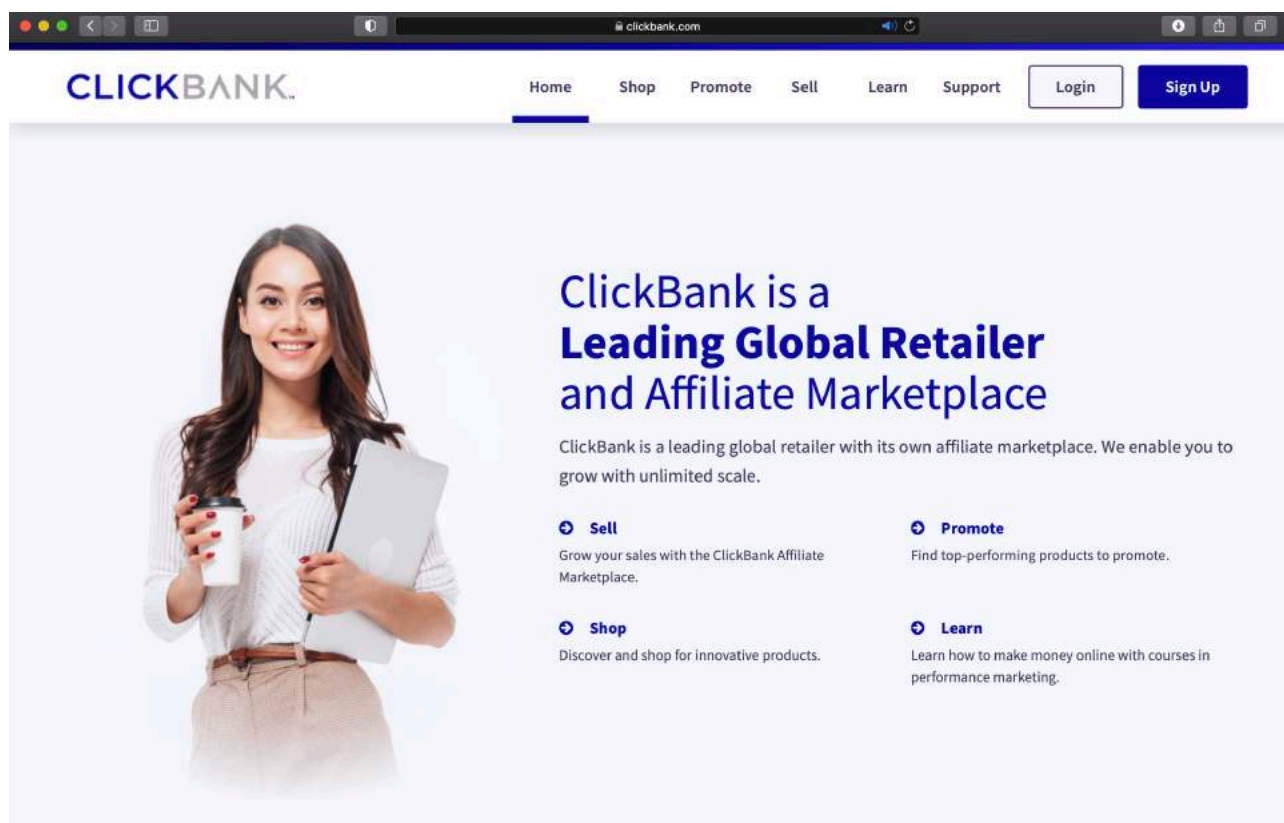 clickbank.com
CLICKBANK™
Home Shop Promote Sell Learn Support Login Sign Up
ClickBank is a
Leading Global Retailer
and Affiliate Marketplace
ClickBank is a leading global retailer with its own affiliate marketplace. We enable you to
grow with unlimited scale.
Sell
Grow your sales with the ClickBank Affiliate
Marketplace.
Promote
Find top-performing products to promote.
Shop
Discover and shop for innovative products.
Learn
Learn how to make money online with courses in
performance marketing.